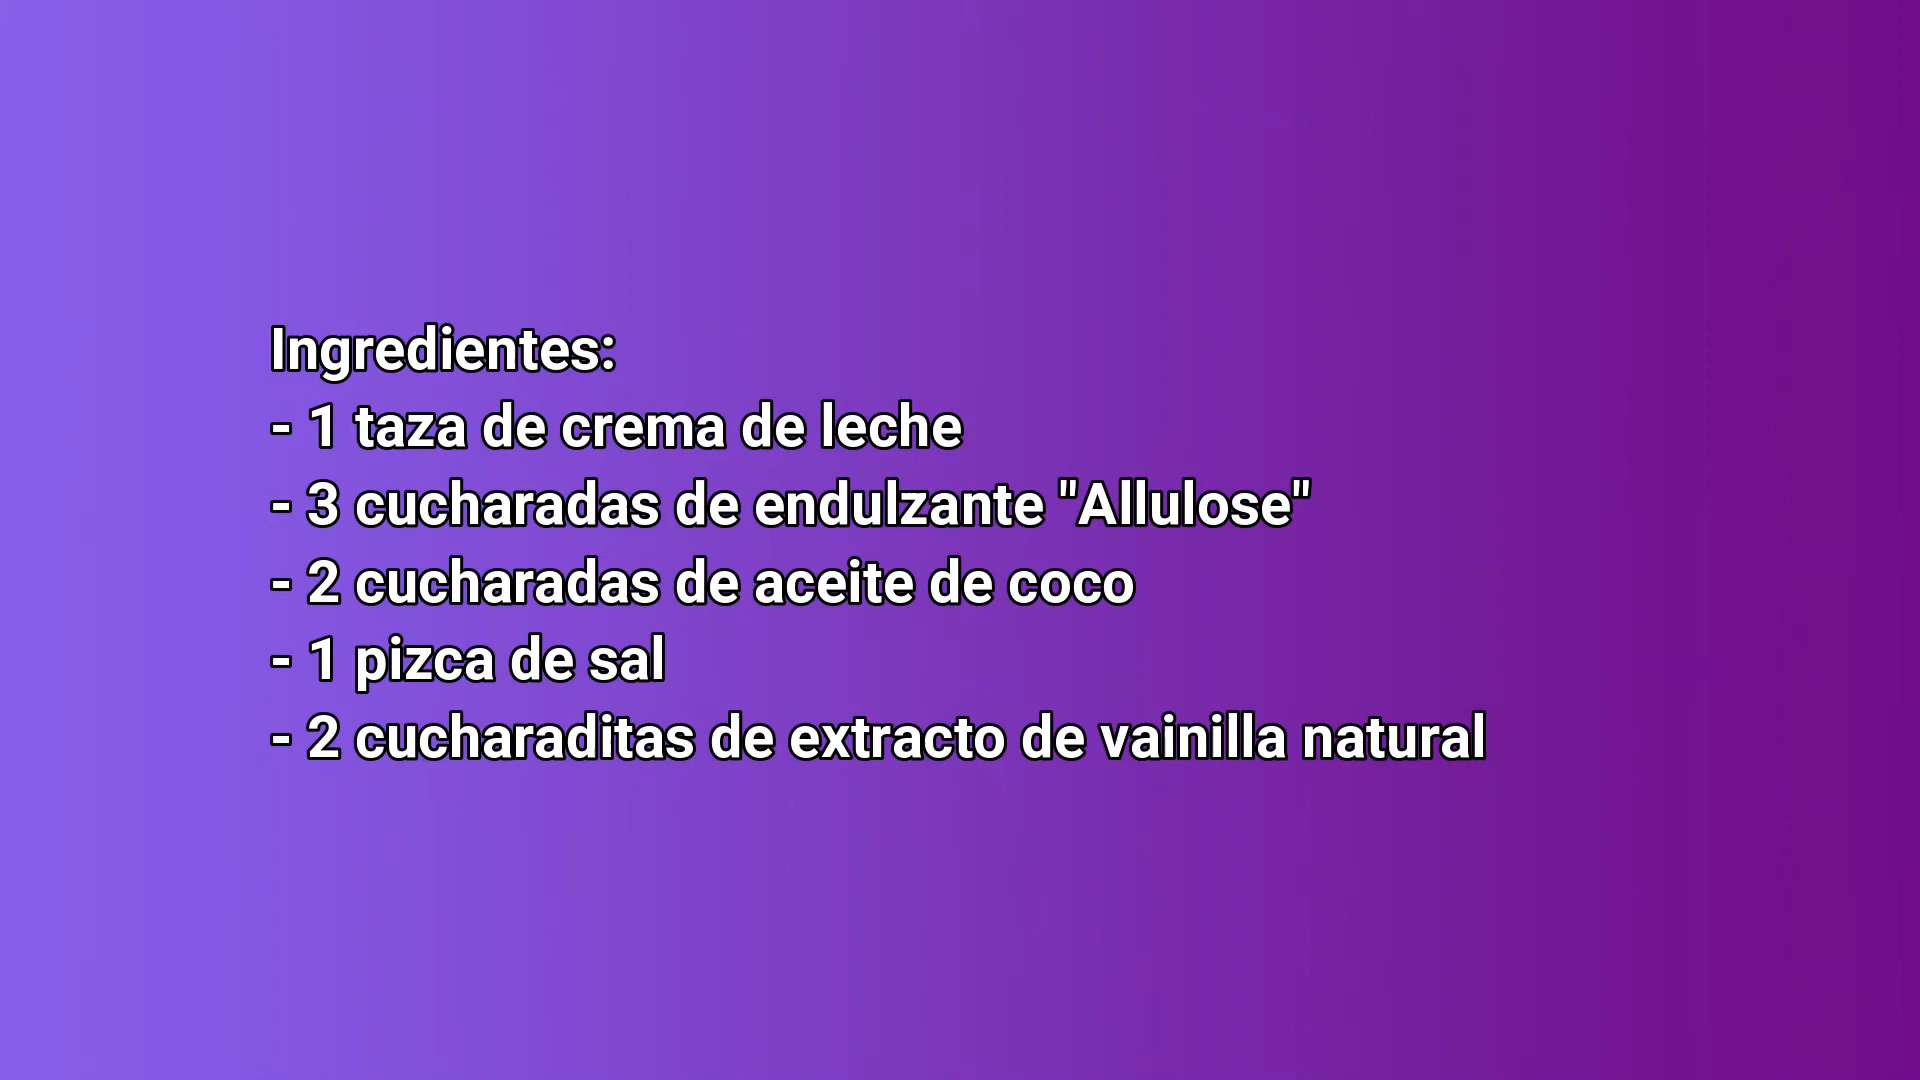 Ingredientes:
- 1 taza de crema de leche
- 3 cucharadas de endulzante "Allulose"
- 2 cucharadas de aceite de coco
- 1 pizca de sal
- 2 cucharaditas de extracto de vainilla natural